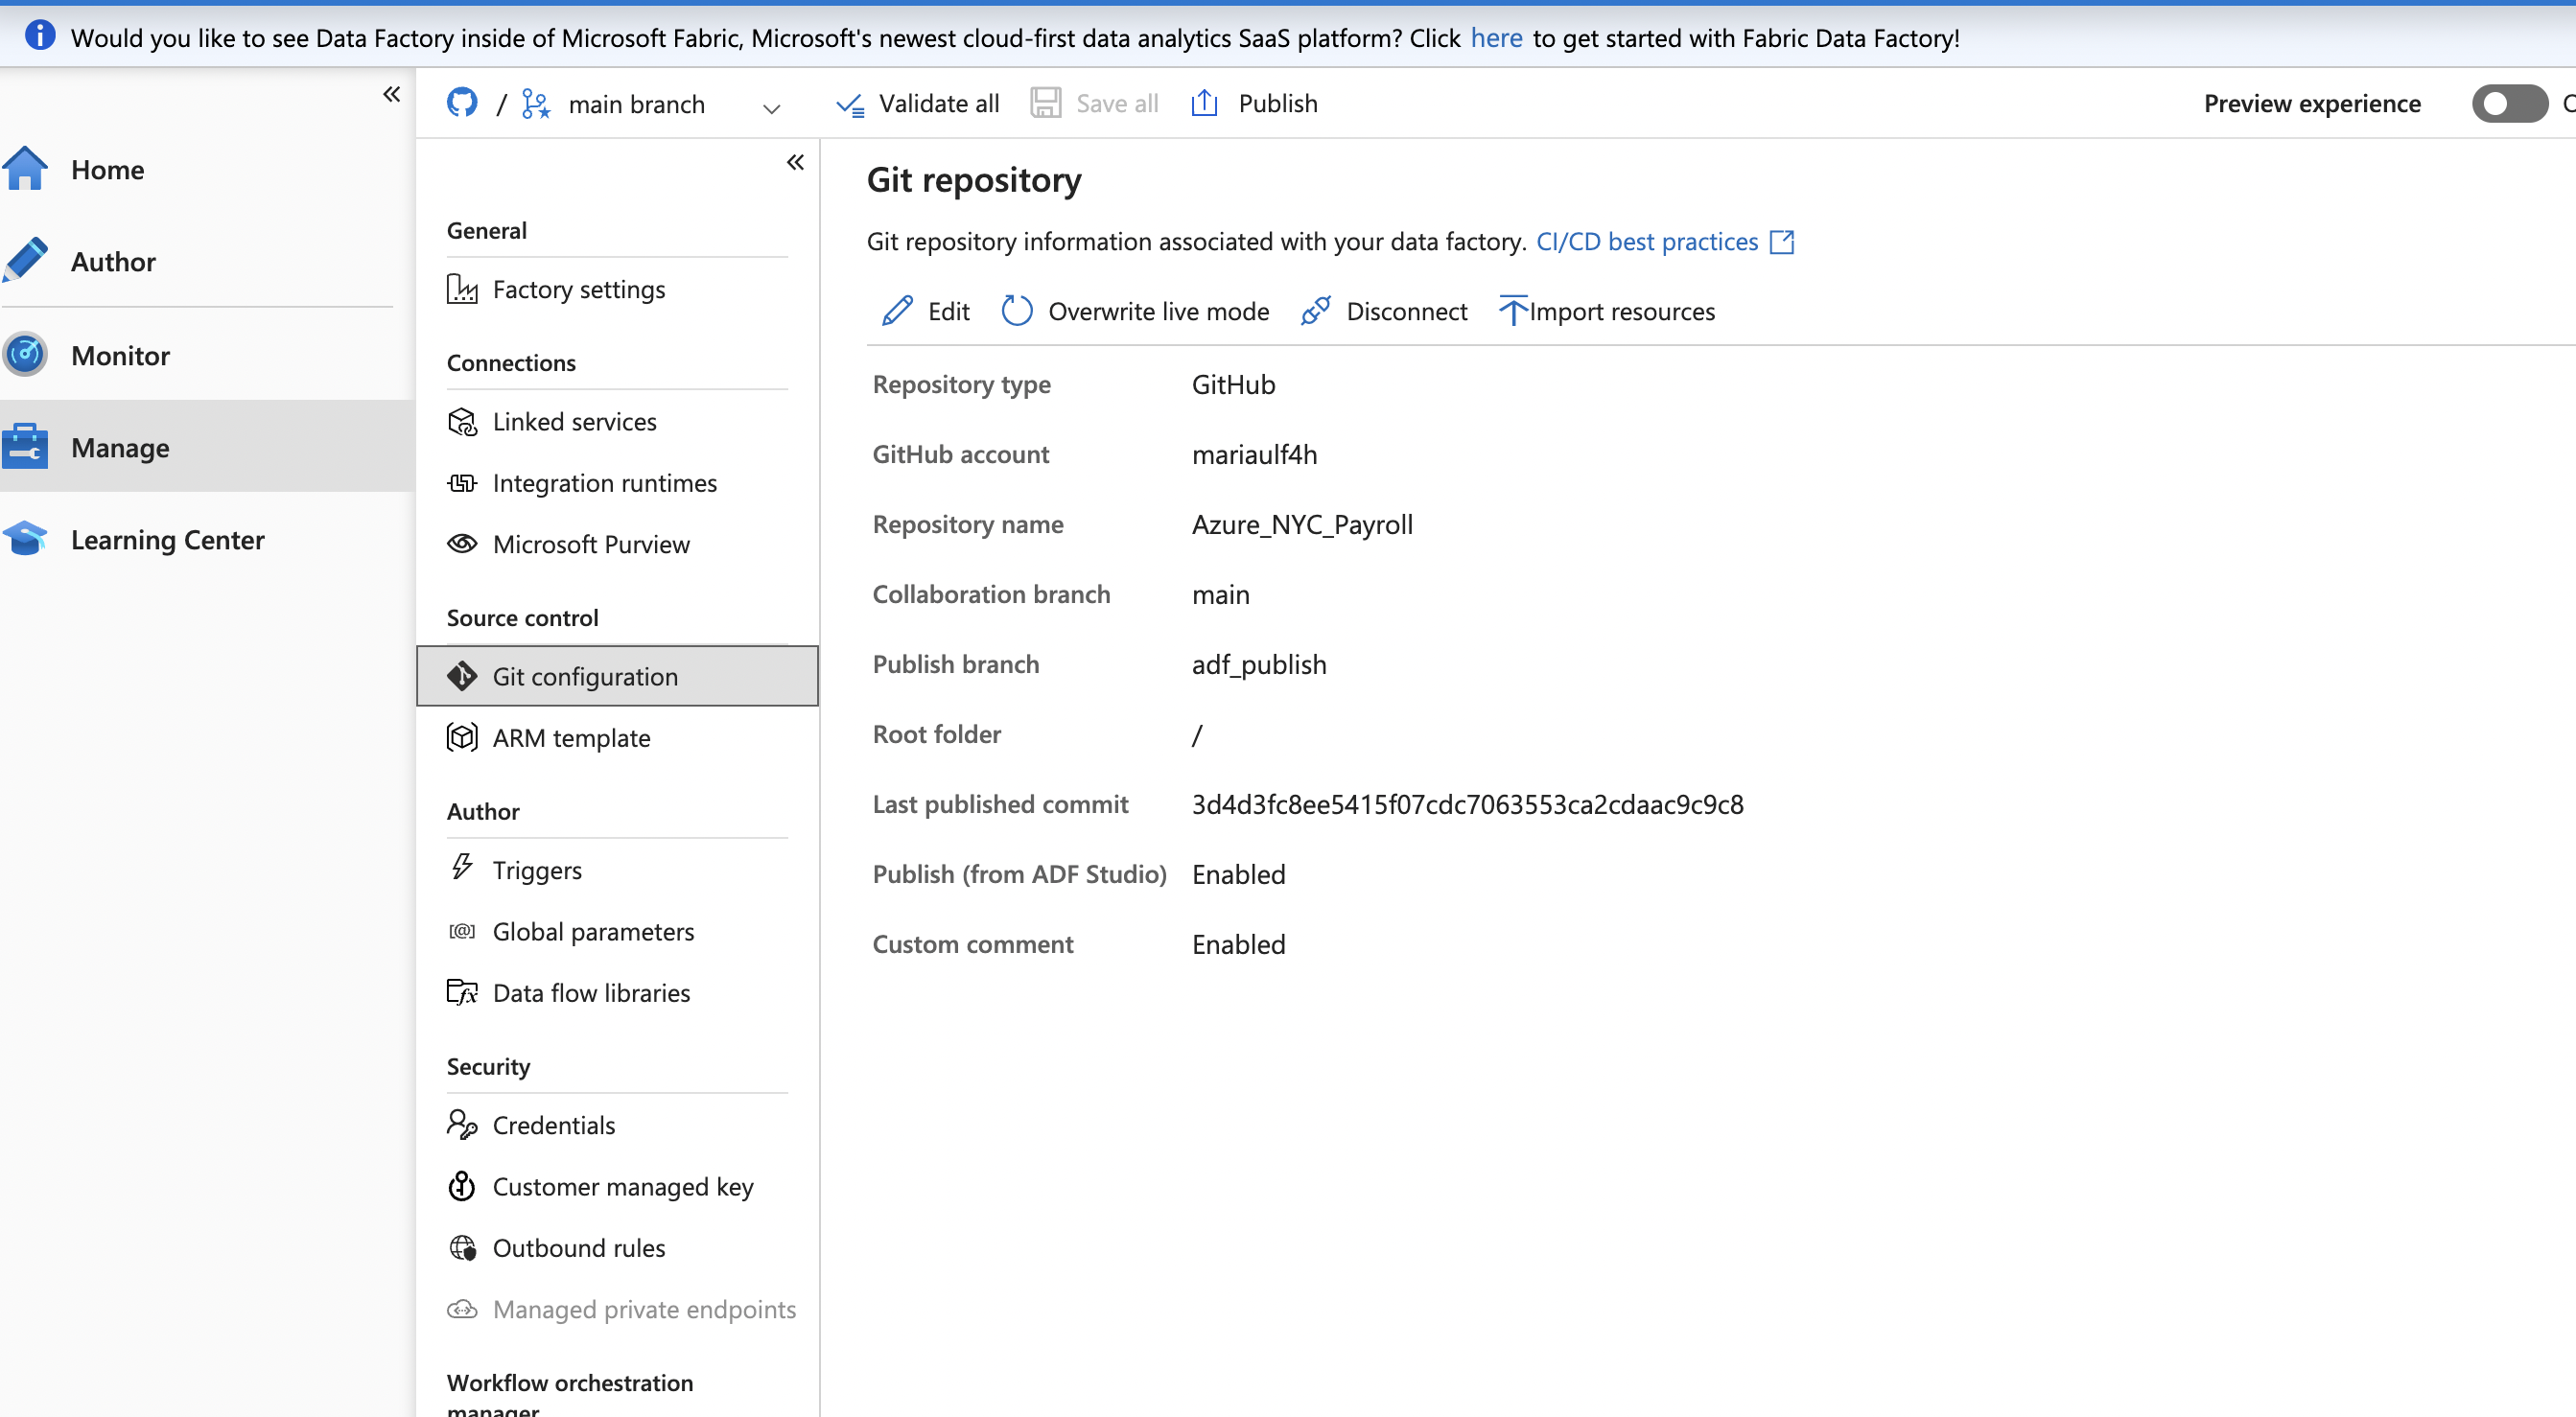 Would you like to see Data Factory inside of Microsoft Fabric, Microsoft's newest cloud-first data analytics SaaS platform? Click here to get started with Fabric Data Factory!
/ main branch Validate all Save all Publish Preview experience
Home
Author
Monitor
Manage
Learning Center
General
Factory settings
Connections
Linked services
Integration runtimes
Microsoft Purview
Source control
Git configuration
ARM template
Author
Triggers
Global parameters
Data flow libraries
Security
Credentials
Customer managed key
Outbound rules
Managed private endpoints
Workflow orchestration
manager
Git repository
Git repository information associated with your data factory. CI/CD best practices
Edit Overwrite live mode Disconnect Import resources
Repository type GitHub
GitHub account mariaulf4h
Repository name Azure_NYC_Payroll
Collaboration branch main
Publish branch adf_publish
Root folder /
Last published commit 3d4d3fc8ee5415f07cdc7063553ca2cdaac9c9c8
Publish (from ADF Studio) Enabled
Custom comment Enabled